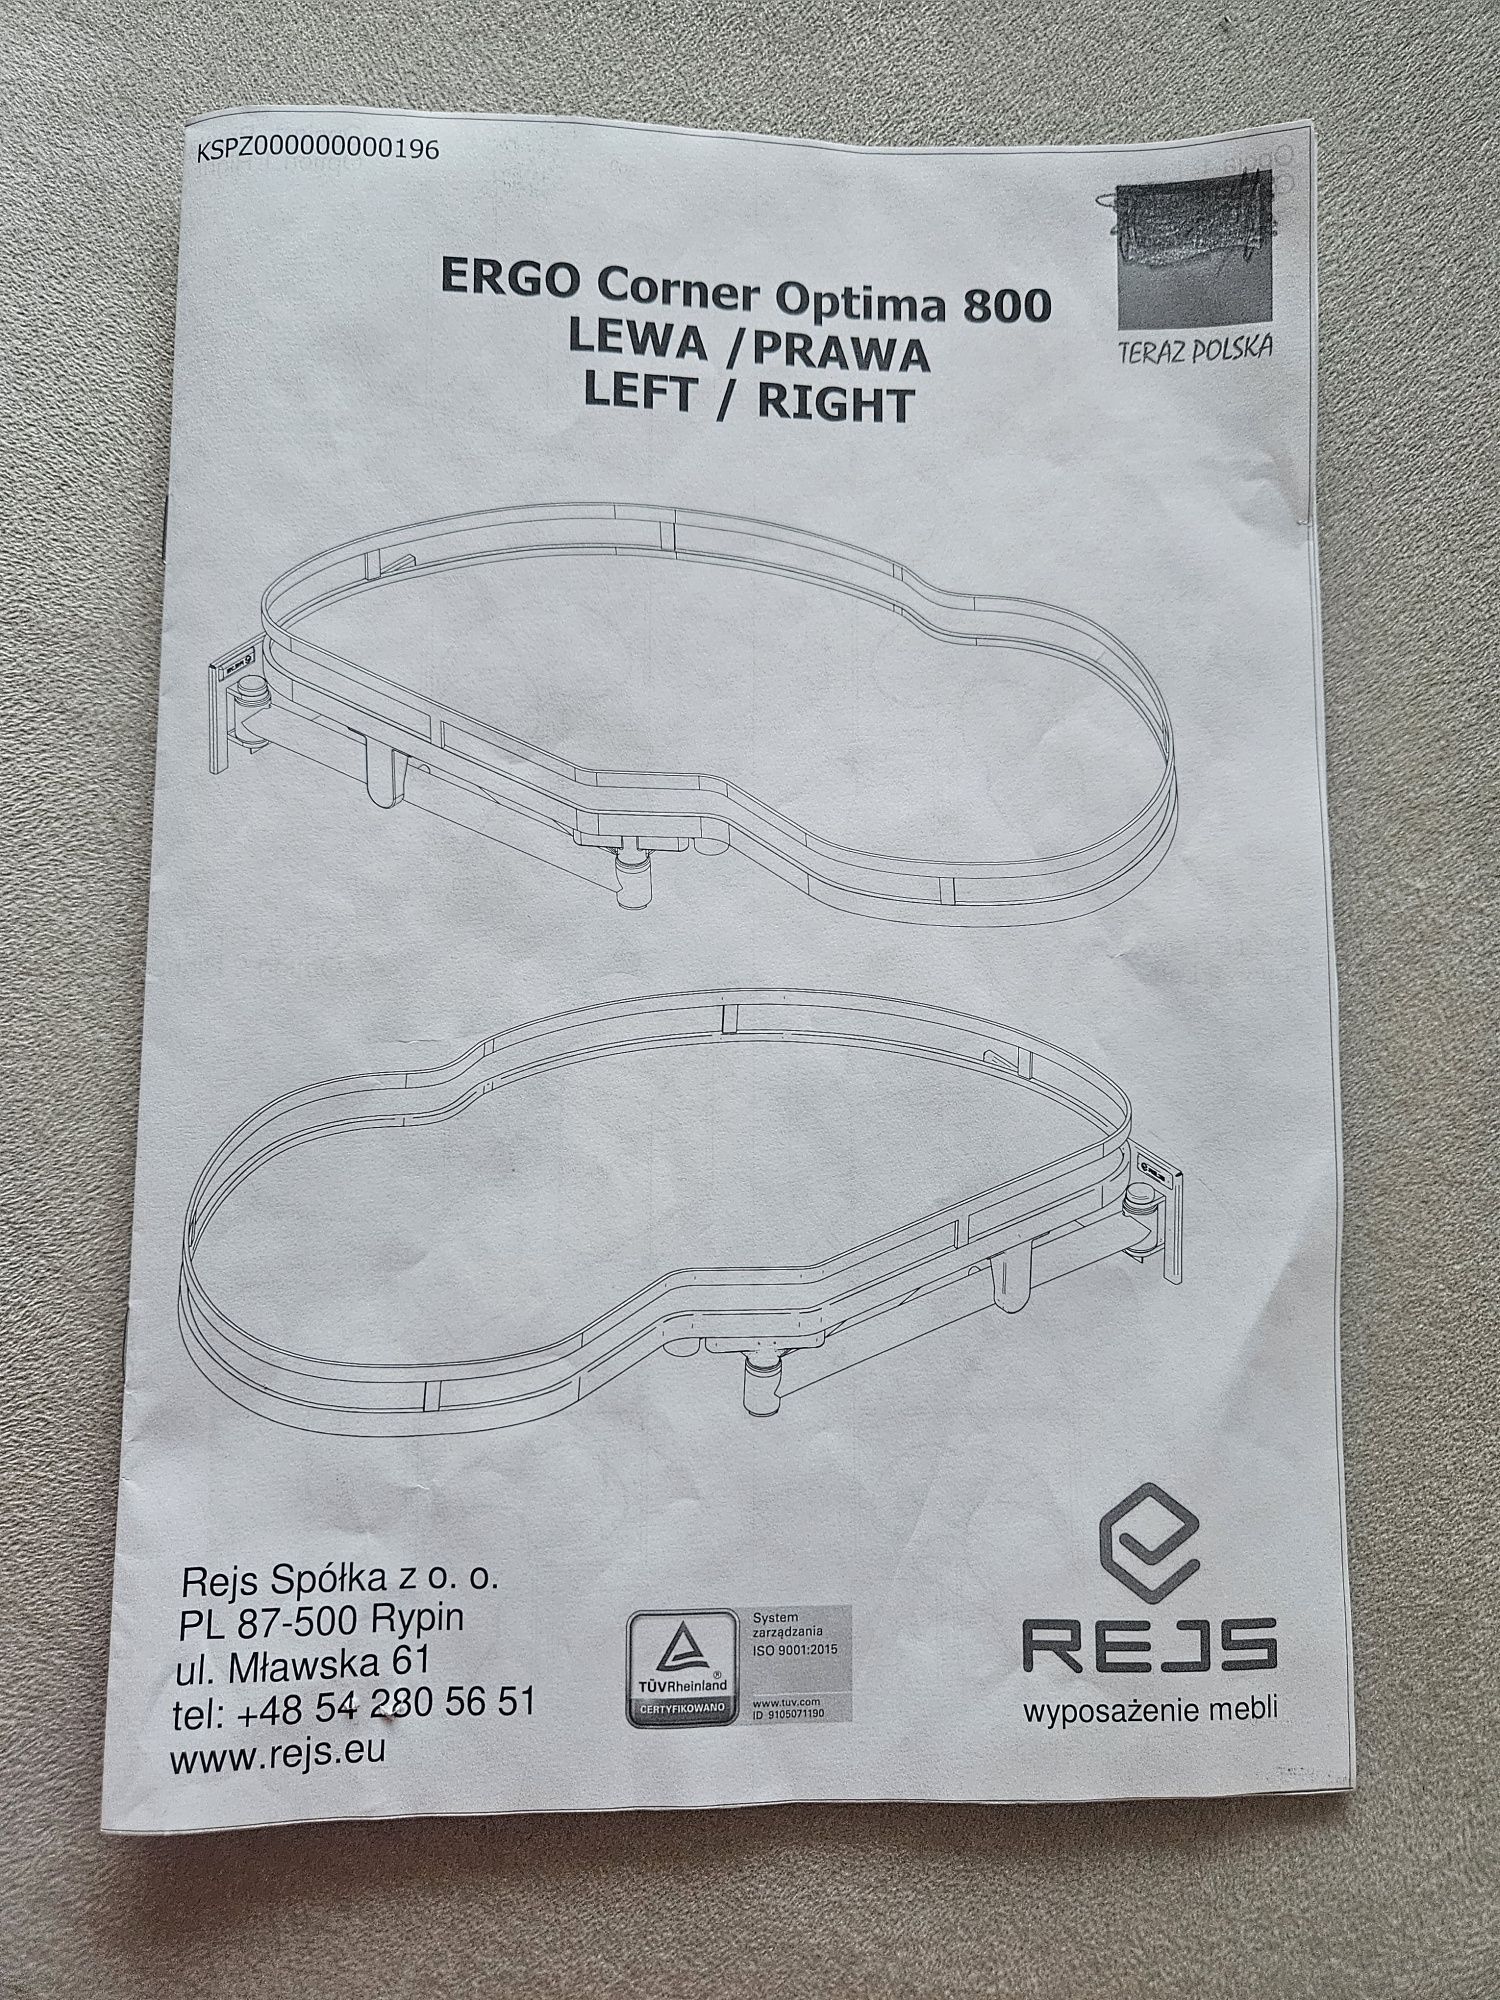 KSPZ000000000196
ERGO Corner Optima 800
LEWA /PRAWA
LEFT / RIGHT
TERAZ POLSKA
Rejs Spółka z o. o.
PL 87-500 Rypin
ul. Mławska 61
tel: +48 54 280 56 51
www.rejs.eu
TÜVRheinland®
CERTYFIKOWANO
System
zarządzania
ISO 9001:2015
www.tuv.com
ID 9105071190
REJS
wyposażenie mebli